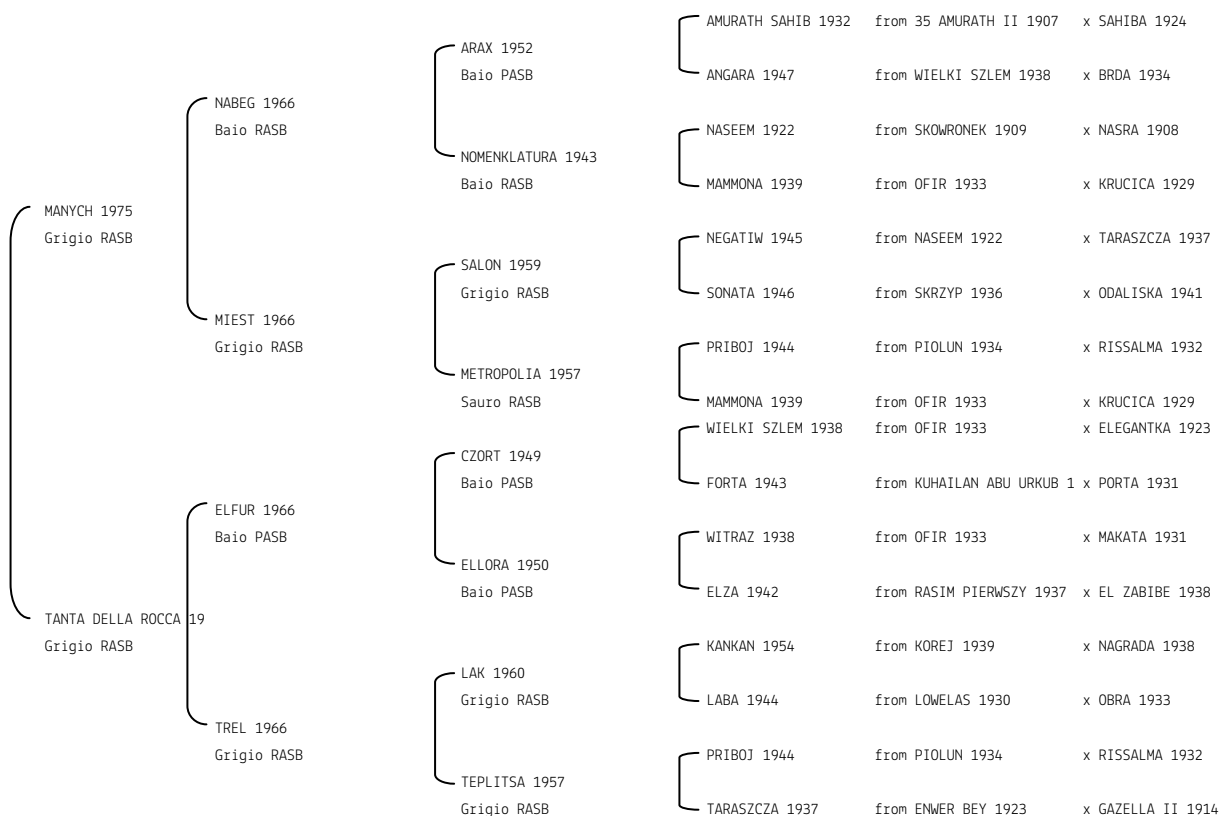 AMURATH SAHIB 1932 from 35 AMURATH II 1907 x SAHIBA 1924
ARAX 1952
Baio PASB
ANGARA 1947 from WIELKI SZLEM 1938 x BRDA 1934
NABEG 1966
Baio RASB
NASEEM 1922 from SKOWRONEK 1909 x NASRA 1908
NOMENKLATURA 1943
Baio RASB
MAMMONA 1939 from OFIR 1933 x KRUCICA 1929
MANYCH 1975
Grigio RASB
NEGATIW 1945 from NASEEM 1922 x TARASZCZA 1937
SALON 1959
Grigio RASB
SONATA 1946 from SKRZYP 1936 x ODALISKA 1941
MIEST 1966
Grigio RASB
PRIBOJ 1944 from PIOLUN 1934 x RISSALMA 1932
METROPOLIA 1957
Sauro RASB
MAMMONA 1939 from OFIR 1933 x KRUCICA 1929
WIELKI SZLEM 1938 from OFIR 1933 x ELEGANTKA 1923
CZORT 1949
Baio PASB
FORTA 1943 from KUHAILAN ABU URKUB 1 x PORTA 1931
ELFUR 1966
Baio PASB
WITRAZ 1938 from OFIR 1933 x MAKATA 1931
ELLORA 1950
Baio PASB
ELZA 1942 from RASIM PIERWSZY 1937 x EL ZABIBE 1938
TANTA DELLA ROCCA 19
Grigio RASB
KANKAN 1954 from KOREJ 1939 x NAGRADA 1938
LAK 1960
Grigio RASB
LABA 1944 from LOWELAS 1930 x OBRA 1933
TREL 1966
Grigio RASB
PRIBOJ 1944 from PIOLUN 1934 x RISSALMA 1932
TEPLITSA 1957
Grigio RASB
TARASZCZA 1937 from ENWER BEY 1923 x GAZELLA II 1914